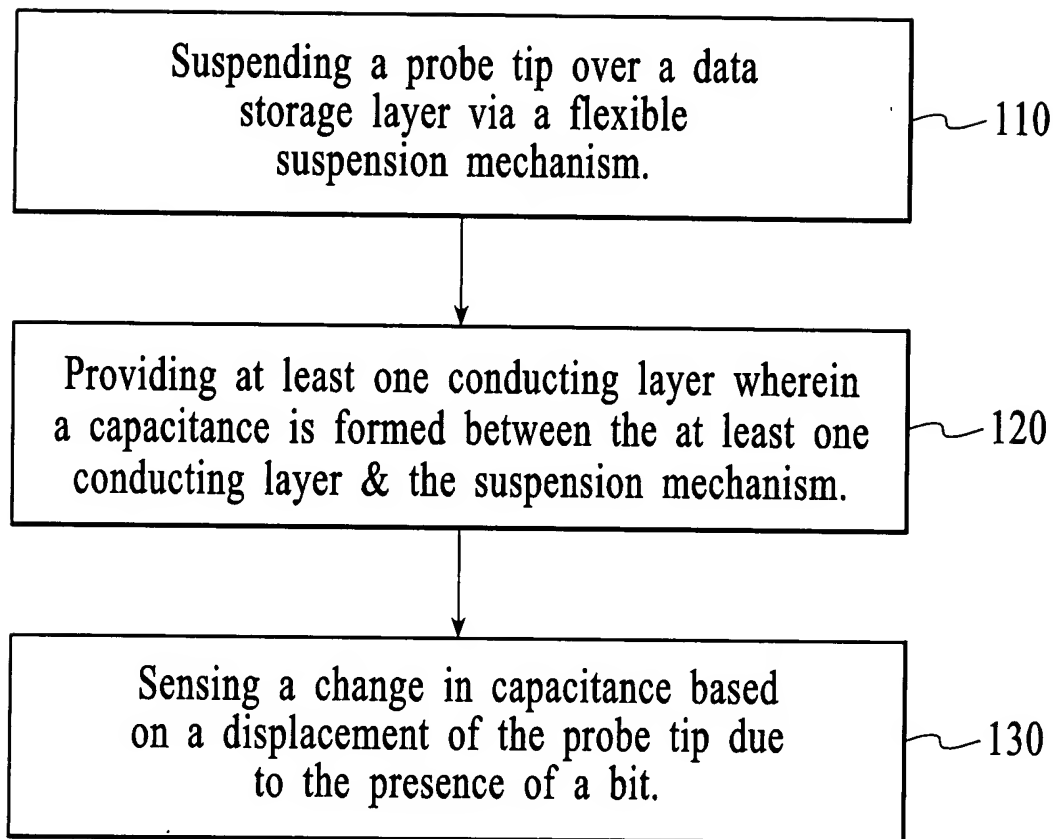 Suspending a probe tip over a data
storage layer via a flexible
suspension mechanism.
110
Providing at least one conducting layer wherein
a capacitance is formed between the at least one
conducting layer & the suspension mechanism.
120
Sensing a change in capacitance based
on a displacement of the probe tip due
to the presence of a bit.
130